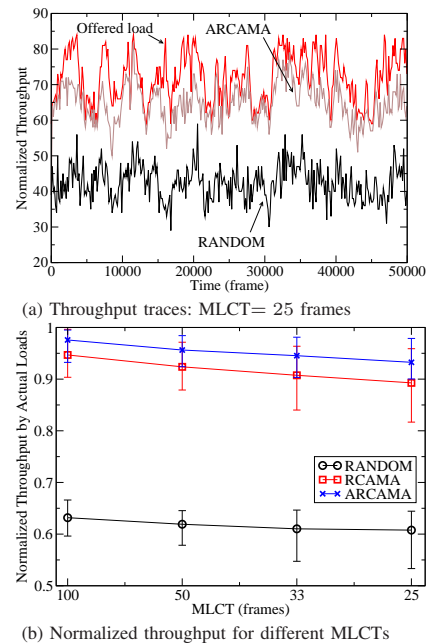 90
80
70
60
50
40
30
20
Normalized Throughput
Offered load
ARCAMA
RANDOM
0 10000 20000 30000 40000 50000
Time (frame)
(a) Throughput traces: MLCT= 25 frames
1
0.9
0.8
0.7
0.6
0.5
Normalized Throughput by Actual Loads
RANDOM
RCAMA
ARCAMA
100 50 33 25
MLCT (frames)
(b) Normalized throughput for different MLCTs